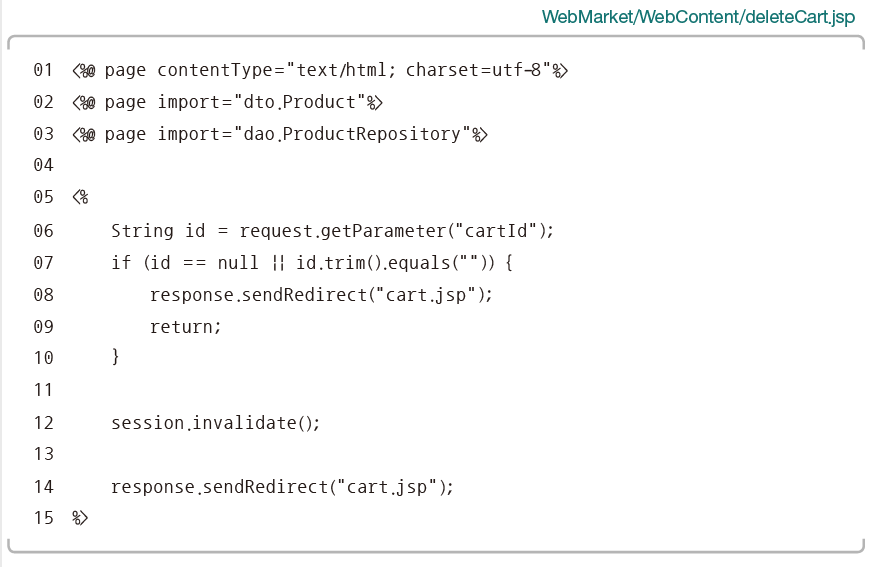 WebMarket/WebContent/deleteCart.jsp
01 <%@ page contentType="text/html; charset=utf-8"%>
02 <%@ page import="dto.Product"%>
03 <%@ page import="dao.ProductRepository"%>
04
05 <%
06     String id = request.getParameter("cartId");
07     if (id == null || id.trim().equals("")) {
08         response.sendRedirect("cart.jsp");
09         return;
10     }
11
12     session.invalidate();
13
14     response.sendRedirect("cart.jsp");
15 %>